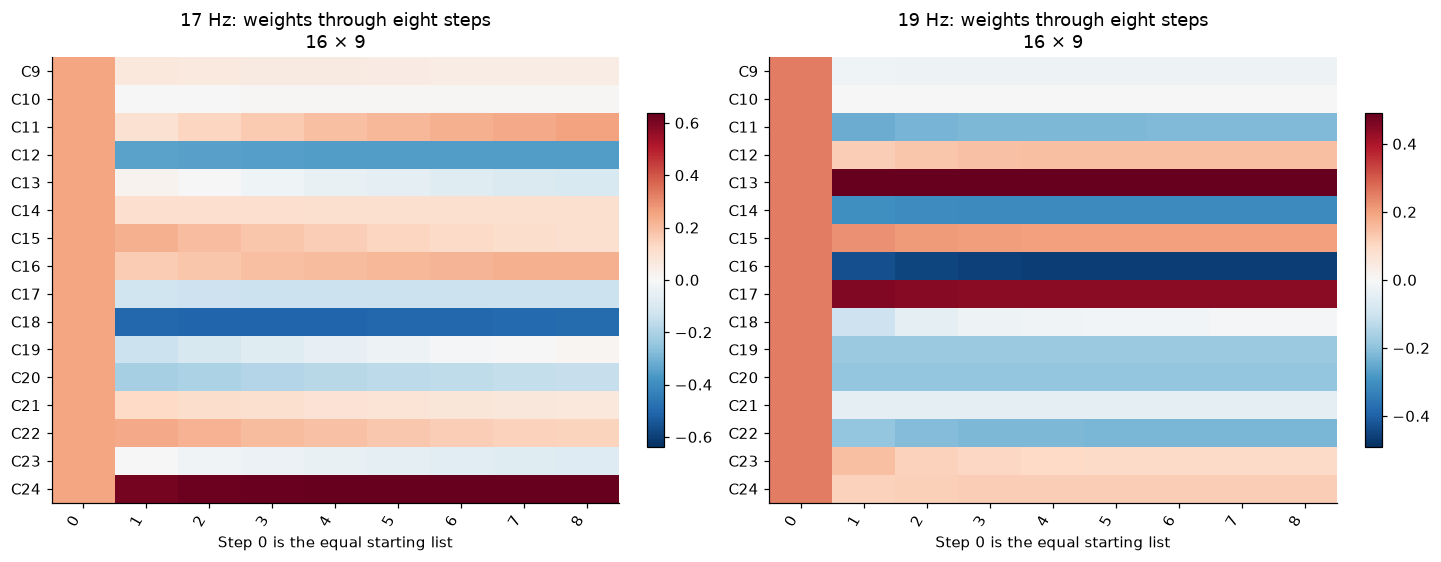 17 Hz: weights through eight steps
16 × 9
C9
C10
C11
C12
C13
C14
C15
C16
C17
C18
C19
C20
C21
C22
C23
C24
0
1
2
3
4
5
6
7
8
Step 0 is the equal starting list
0.6
0.4
0.2
0.0
−0.2
−0.4
−0.6
19 Hz: weights through eight steps
16 × 9
C9
C10
C11
C12
C13
C14
C15
C16
C17
C18
C19
C20
C21
C22
C23
C24
0
1
2
3
4
5
6
7
8
Step 0 is the equal starting list
0.4
0.2
0.0
−0.2
−0.4